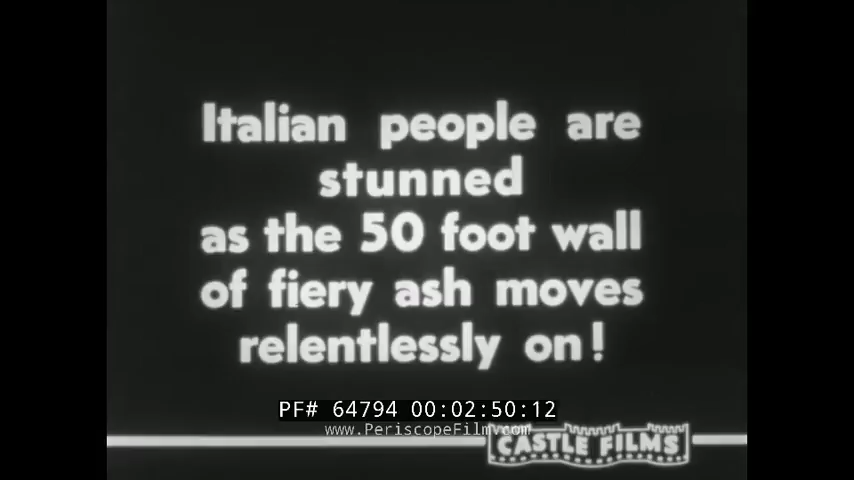 Italian people are
stunned
as the 50 foot wall
of fiery ash moves
relentlessly on!
PF# 64794 00:02:50:12
www.PeriscopeFilm.com
CASTLE FILMS